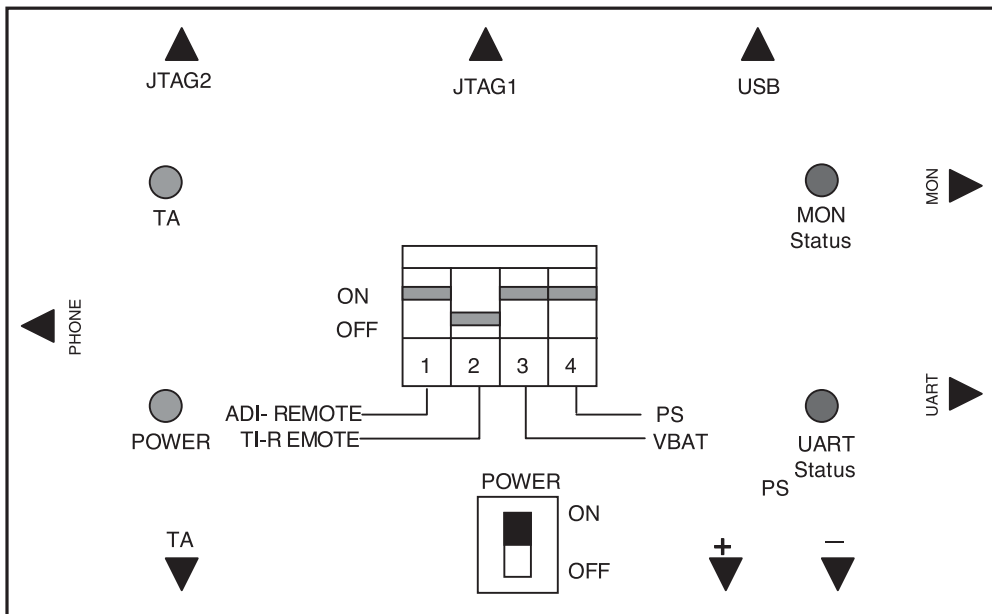 JTAG2
JTAG1
USB
TA
MON
Status
MON
ON
OFF
PHONE
1 2 3 4
UART
ADI- REMOTE
PS
TI-R EMOTE
VBAT
POWER
UART
Status
PS
POWER
ON
OFF
TA
+
—